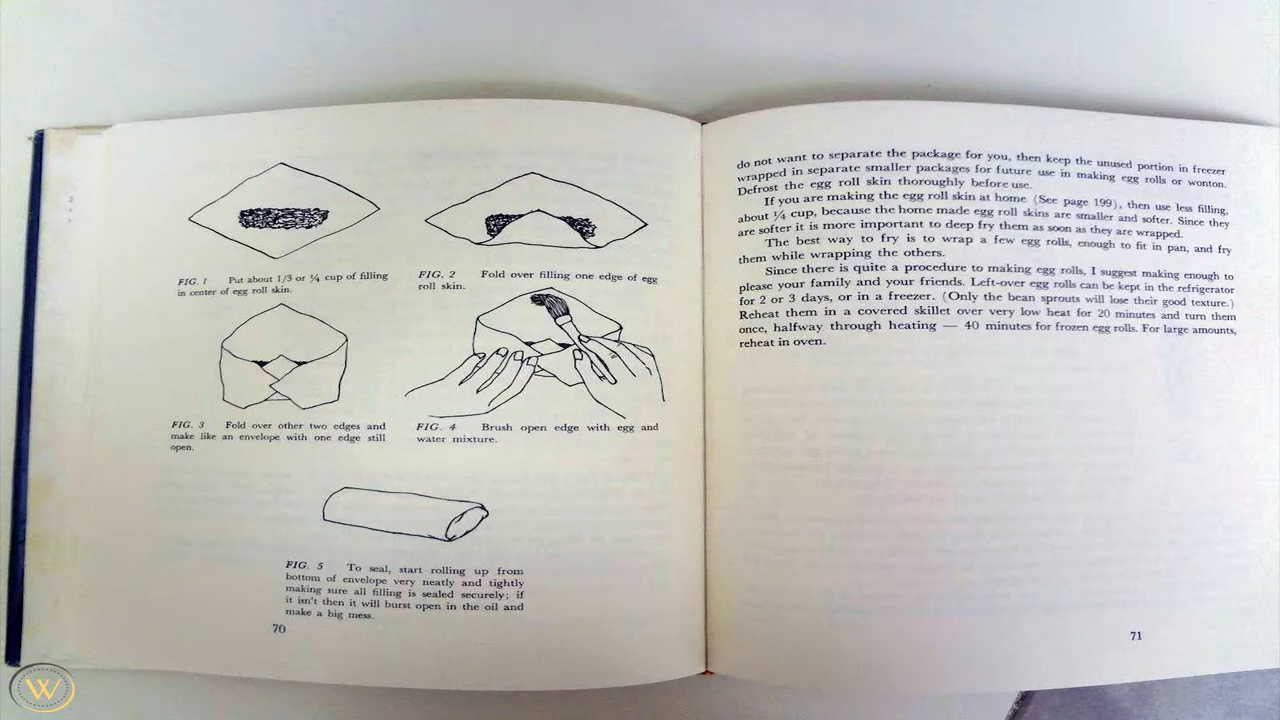 FIG. 1 Put about 1/3 or ¼ cup of filling
in center of egg roll skin.
FIG. 2 Fold over filling one edge of egg
roll skin.
FIG. 3 Fold over other two edges and
make like an envelope with one edge still
open.
FIG. 4 Brush open edge with egg and
water mixture.
FIG. 5 To seal, start rolling up from
bottom of envelope very neatly and tightly
making sure all filling is sealed securely; if
it isn't then it will burst open in the oil and
make a big mess.
70
do not want to separate the package for you, then keep the unused portion in freezer
wrapped in separate smaller packages for future use in making egg rolls or wonton.
Defrost the egg roll skin thoroughly before use.
If you are making the egg roll skin at home (See page 199), then use less filling,
about ¼ cup, because the home made egg roll skins are smaller and softer. Since they
are softer it is more important to deep fry them as soon as they are wrapped.
The best way to fry is to wrap a few egg rolls, enough to fit in pan, and fry
them while wrapping the others.
Since there is quite a procedure to making egg rolls, I suggest making enough to
please your family and your friends. Left-over egg rolls can be kept in the refrigerator
for 2 or 3 days, or in a freezer. (Only the bean sprouts will lose their good texture.)
Reheat them in a covered skillet over very low heat for 20 minutes and turn them
once, halfway through heating — 40 minutes for frozen egg rolls. For large amounts,
reheat in oven.
71
W